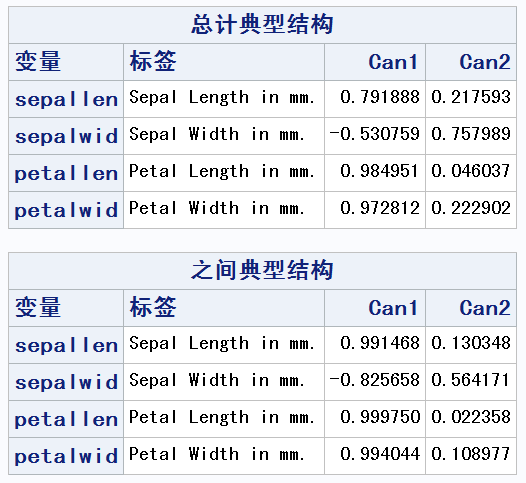 总计典型结构
变量 标签 Can1 Can2
sepallen Sepal Length in mm. 0.791888 0.217593
sepalwid Sepal Width in mm. -0.530759 0.757989
petallen Petal Length in mm. 0.984951 0.046037
petalwid Petal Width in mm. 0.972812 0.222902
之间典型结构
变量 标签 Can1 Can2
sepallen Sepal Length in mm. 0.991468 0.130348
sepalwid Sepal Width in mm. -0.825658 0.564171
petallen Petal Length in mm. 0.999750 0.022358
petalwid Petal Width in mm. 0.994044 0.108977